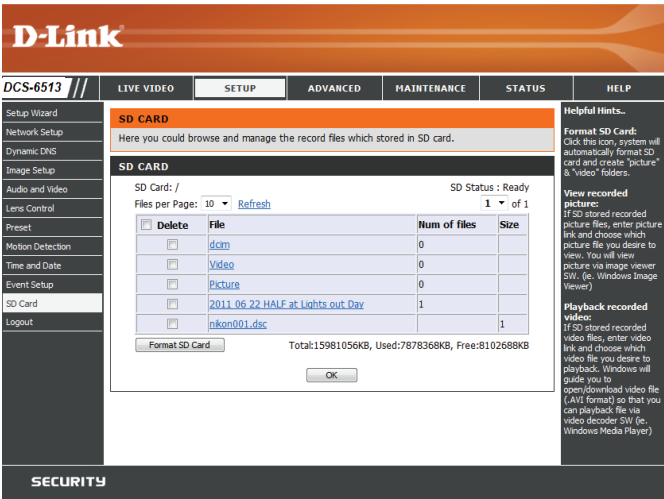 D-Link
DCS-6513 LIVE VIDEO SETUP ADVANCED MAINTENANCE STATUS HELP
Setup Wizard
Network Setup
Dynamic DNS
Image Setup
Audio and Video
Lens Control
Preset
Motion Detection
Time and Date
Event Setup
SD Card
Logout
SD CARD
Here you could browse and manage the record files which stored in SD card.
SD CARD
SD Card: / SD Status : Ready
Files per Page: 10 Refresh 1 of 1
Delete File Num of files Size
dcim 0
Video 0
Picture 0
2011 06 22 HALF at Lights out Day 1
nikon001.dsc 1
Format SD Card Total:15981056KB, Used:7878368KB, Free:8102688KB
OK
Helpful Hints..
Format SD Card:
Click this icon, system will
automatically format SD
card and create "picture"
& "video" folders.
View recorded
picture:
If SD stored recorded
picture files, enter picture
link and choose which
picture file you desire to
view. You will view
picture via image viewer
SW. (ie. Windows Image
Viewer)
Playback recorded
video:
If SD stored recorded
video files, enter video
link and choose which
video file you desire to
playback. Windows will
guide you to
open/download video file
(.AVI format) so that you
can playback file via
video decoder SW (ie.
Windows Media Player)
SECURITY